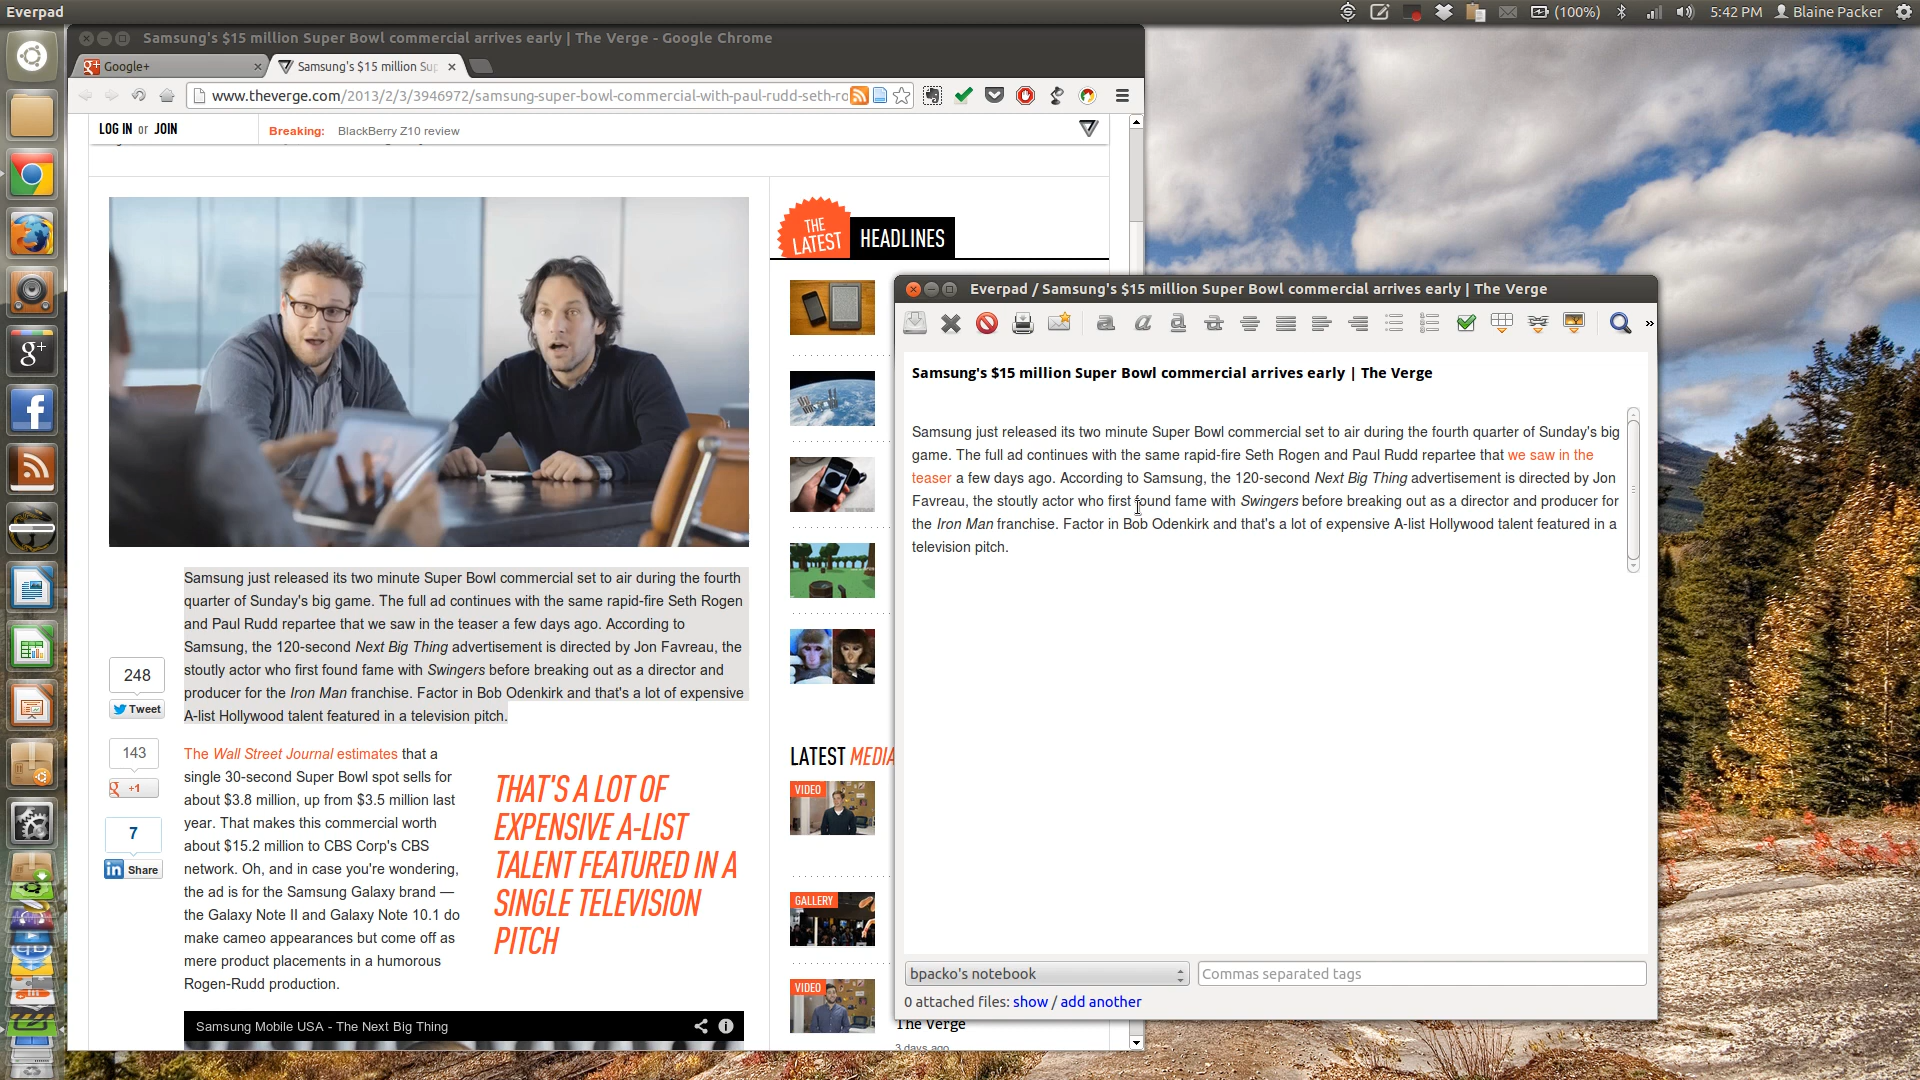 Everpad
(100%)
5:42 PM
Blaine Packer
Samsung's $15 million Super Bowl commercial arrives early | The Verge - Google Chrome
Google+
Samsung's $15 million Sup
www.theverge.com/2013/2/3/3946972/samsung-super-bowl-commercial-with-paul-rudd-seth-ro
LOG IN or JOIN
Breaking: BlackBerry Z10 review
THE LATEST
HEADLINES
Samsung just released its two minute Super Bowl commercial set to air during the fourth
quarter of Sunday's big game. The full ad continues with the same rapid-fire Seth Rogen
and Paul Rudd repartee that we saw in the teaser a few days ago. According to
Samsung, the 120-second Next Big Thing advertisement is directed by Jon Favreau, the
stoutly actor who first found fame with Swingers before breaking out as a director and
producer for the Iron Man franchise. Factor in Bob Odenkirk and that's a lot of expensive
A-list Hollywood talent featured in a television pitch.
248
Tweet
143
+1
7
in Share
The Wall Street Journal estimates that a
single 30-second Super Bowl spot sells for
about $3.8 million, up from $3.5 million last
year. That makes this commercial worth
about $15.2 million to CBS Corp's CBS
network. Oh, and in case you're wondering,
the ad is for the Samsung Galaxy brand —
the Galaxy Note II and Galaxy Note 10.1 do
make cameo appearances but come off as
mere product placements in a humorous
Rogen-Rudd production.
THAT'S A LOT OF
EXPENSIVE A-LIST
TALENT FEATURED IN A
SINGLE TELEVISION
PITCH
Samsung Mobile USA - The Next Big Thing
LATEST MEDIA
VIDEO
GALLERY
VIDEO
The Verge
3 days ago
Everpad / Samsung's $15 million Super Bowl commercial arrives early | The Verge
Samsung's $15 million Super Bowl commercial arrives early | The Verge
Samsung just released its two minute Super Bowl commercial set to air during the fourth quarter of Sunday's big
game. The full ad continues with the same rapid-fire Seth Rogen and Paul Rudd repartee that we saw in the
teaser a few days ago. According to Samsung, the 120-second Next Big Thing advertisement is directed by Jon
Favreau, the stoutly actor who first found fame with Swingers before breaking out as a director and producer for
the Iron Man franchise. Factor in Bob Odenkirk and that's a lot of expensive A-list Hollywood talent featured in a
television pitch.
bpacko's notebook
Commas separated tags
0 attached files: show / add another